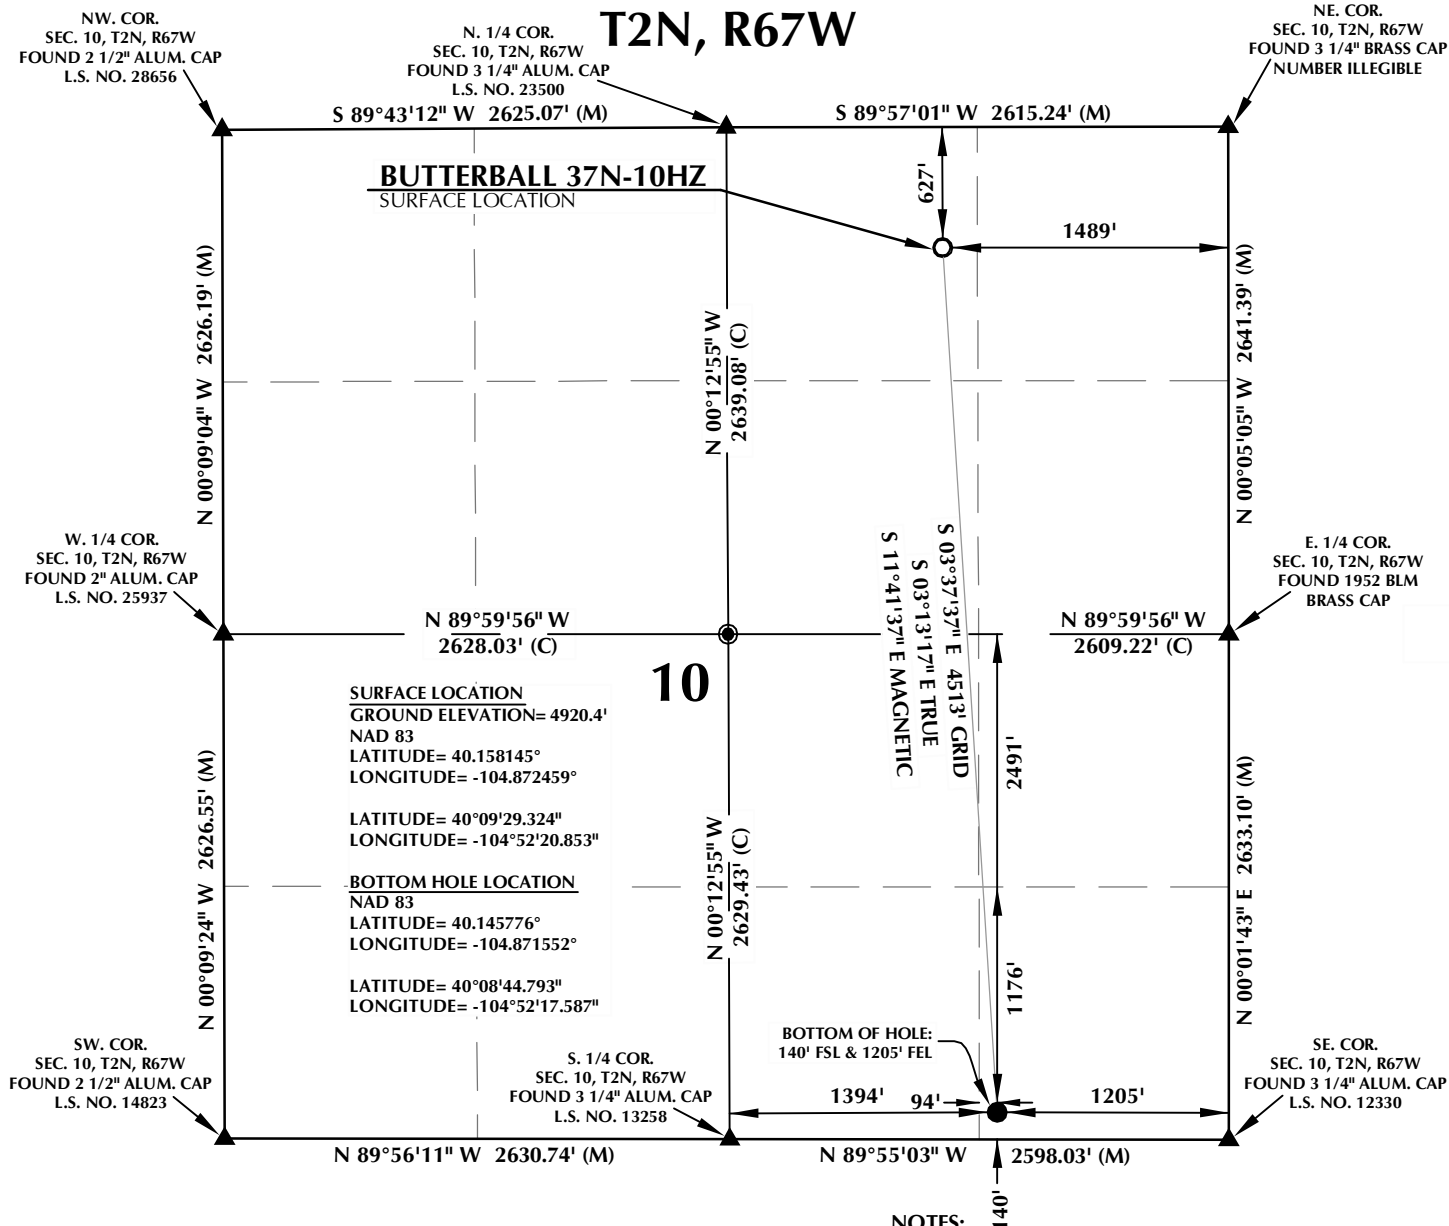 T2N, R67W
NW. COR.
SEC. 10, T2N, R67W
FOUND 2 1/2" ALUM. CAP
L.S. NO. 28656
N. 1/4 COR.
SEC. 10, T2N, R67W
FOUND 3 1/4" ALUM. CAP
L.S. NO. 23500
NE. COR.
SEC. 10, T2N, R67W
FOUND 3 1/4" BRASS CAP
NUMBER ILLEGIBLE
S 89°43'12" W 2625.07' (M)
S 89°57'01" W 2615.24' (M)
BUTTERBALL 37N-10HZ
SURFACE LOCATION
627'
1489'
N 00°09'04" W 2626.19' (M)
N 00°12'55" W
2639.08' (C)
N 00°05'05" W 2641.39' (M)
W. 1/4 COR.
SEC. 10, T2N, R67W
FOUND 2" ALUM. CAP
L.S. NO. 25937
E. 1/4 COR.
SEC. 10, T2N, R67W
FOUND 1952 BLM
BRASS CAP
S 03°37'37" E 4513' GRID
S 03°13'17" E TRUE
S 11°41'37" E MAGNETIC
N 89°59'56" W
2628.03' (C)
N 89°59'56" W
2609.22' (C)
10
SURFACE LOCATION
GROUND ELEVATION= 4920.4'
NAD 83
LATITUDE= 40.158145°
LONGITUDE= -104.872459°
LATITUDE= 40°09'29.324"
LONGITUDE= -104°52'20.853"
BOTTOM HOLE LOCATION
NAD 83
LATITUDE= 40.145776°
LONGITUDE= -104.871552°
LATITUDE= 40°08'44.793"
LONGITUDE= -104°52'17.587"
2491'
1176'
N 00°09'24" W 2626.55' (M)
N 00°12'55" W
2629.43' (C)
N 00°01'43" E 2633.10' (M)
SW. COR.
SEC. 10, T2N, R67W
FOUND 2 1/2" ALUM. CAP
L.S. NO. 14823
S. 1/4 COR.
SEC. 10, T2N, R67W
FOUND 3 1/4" ALUM. CAP
L.S. NO. 13258
BOTTOM OF HOLE:
140' FSL & 1205' FEL
SE. COR.
SEC. 10, T2N, R67W
FOUND 3 1/4" ALUM. CAP
L.S. NO. 12330
1394'
94'
1205'
N 89°56'11" W 2630.74' (M)
N 89°55'03" W 2598.03' (M)
140'
NOTES: